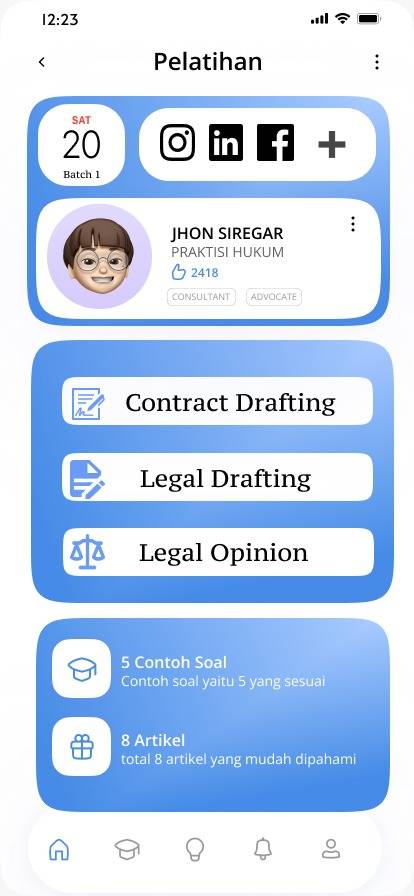 12:23
Pelatihan
SAT
20
Batch 1
in
JHON SIREGAR
PRAKTISI HUKUM
2418
CONSULTANT
ADVOCATE
Contract Drafting
Legal Drafting
Legal Opinion
5 Contoh Soal
Contoh soal yaitu 5 yang sesuai
8 Artikel
total 8 artikel yang mudah dipahami